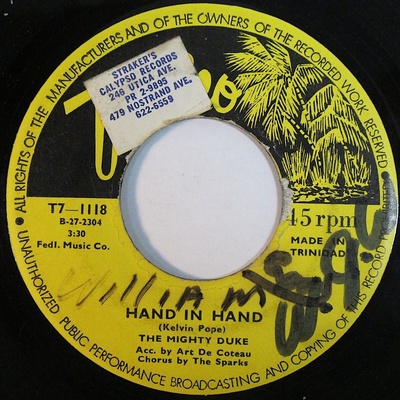 ALL RIGHTS OF THE MANUFACTURERS AND OF THE OWNERS OF THE RECORDED WORK RESERVED
UNAUTHORIZED PUBLIC PERFORMANCE BROADCASTING AND COPYING OF THIS RECORD PROHIBITED
STRAKER'S
CALYPSO RECORDS
248 UTICA AVE.
PR 2-9895
479 NOSTRAND AVE.
622-6559
T7—1118
B-27-2304
3:30
Fedl. Music Co.
45 rpm
MADE IN
TRINIDAD
William
HAND IN HAND
(Kelvin Pope)
THE MIGHTY DUKE
Acc. by Art De Coteau
Chorus by The Sparks